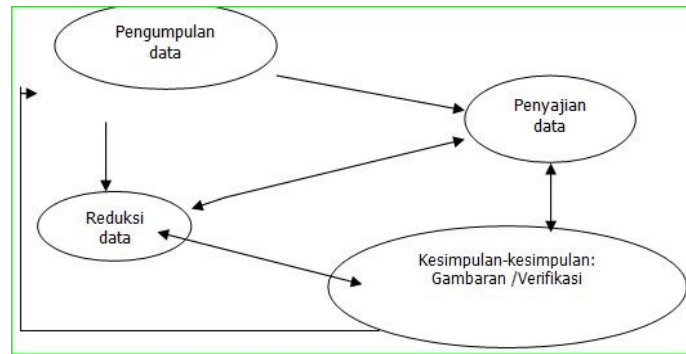 Pengumpulan
data
Penyajian
data
Reduksi
data
Kesimpulan-kesimpulan:
Gambaran /Verifikasi